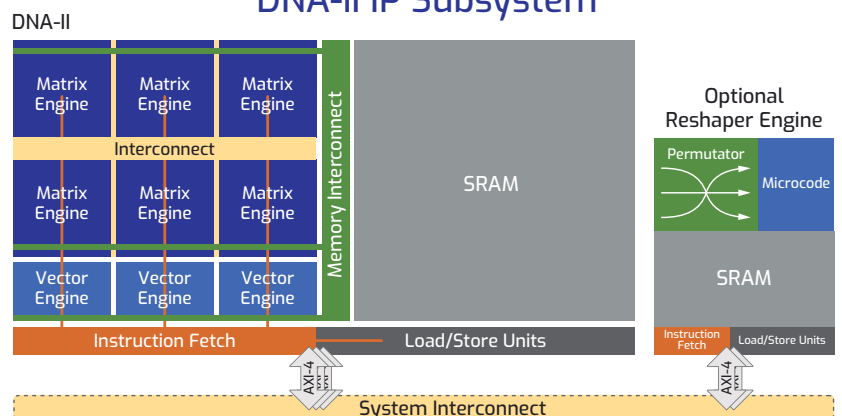 DNA-II IP Subsystem
DNA-II
Matrix
Engine
Matrix
Engine
Matrix
Engine
Interconnect
Matrix
Engine
Matrix
Engine
Matrix
Engine
Vector
Engine
Vector
Engine
Vector
Engine
Memory Interconnect
SRAM
Instruction Fetch
Load/Store Units
Optional
Reshaper Engine
Permutator
Microcode
SRAM
Instruction
Fetch
Load/Store Units
AXI-4
AXI-4
System Interconnect